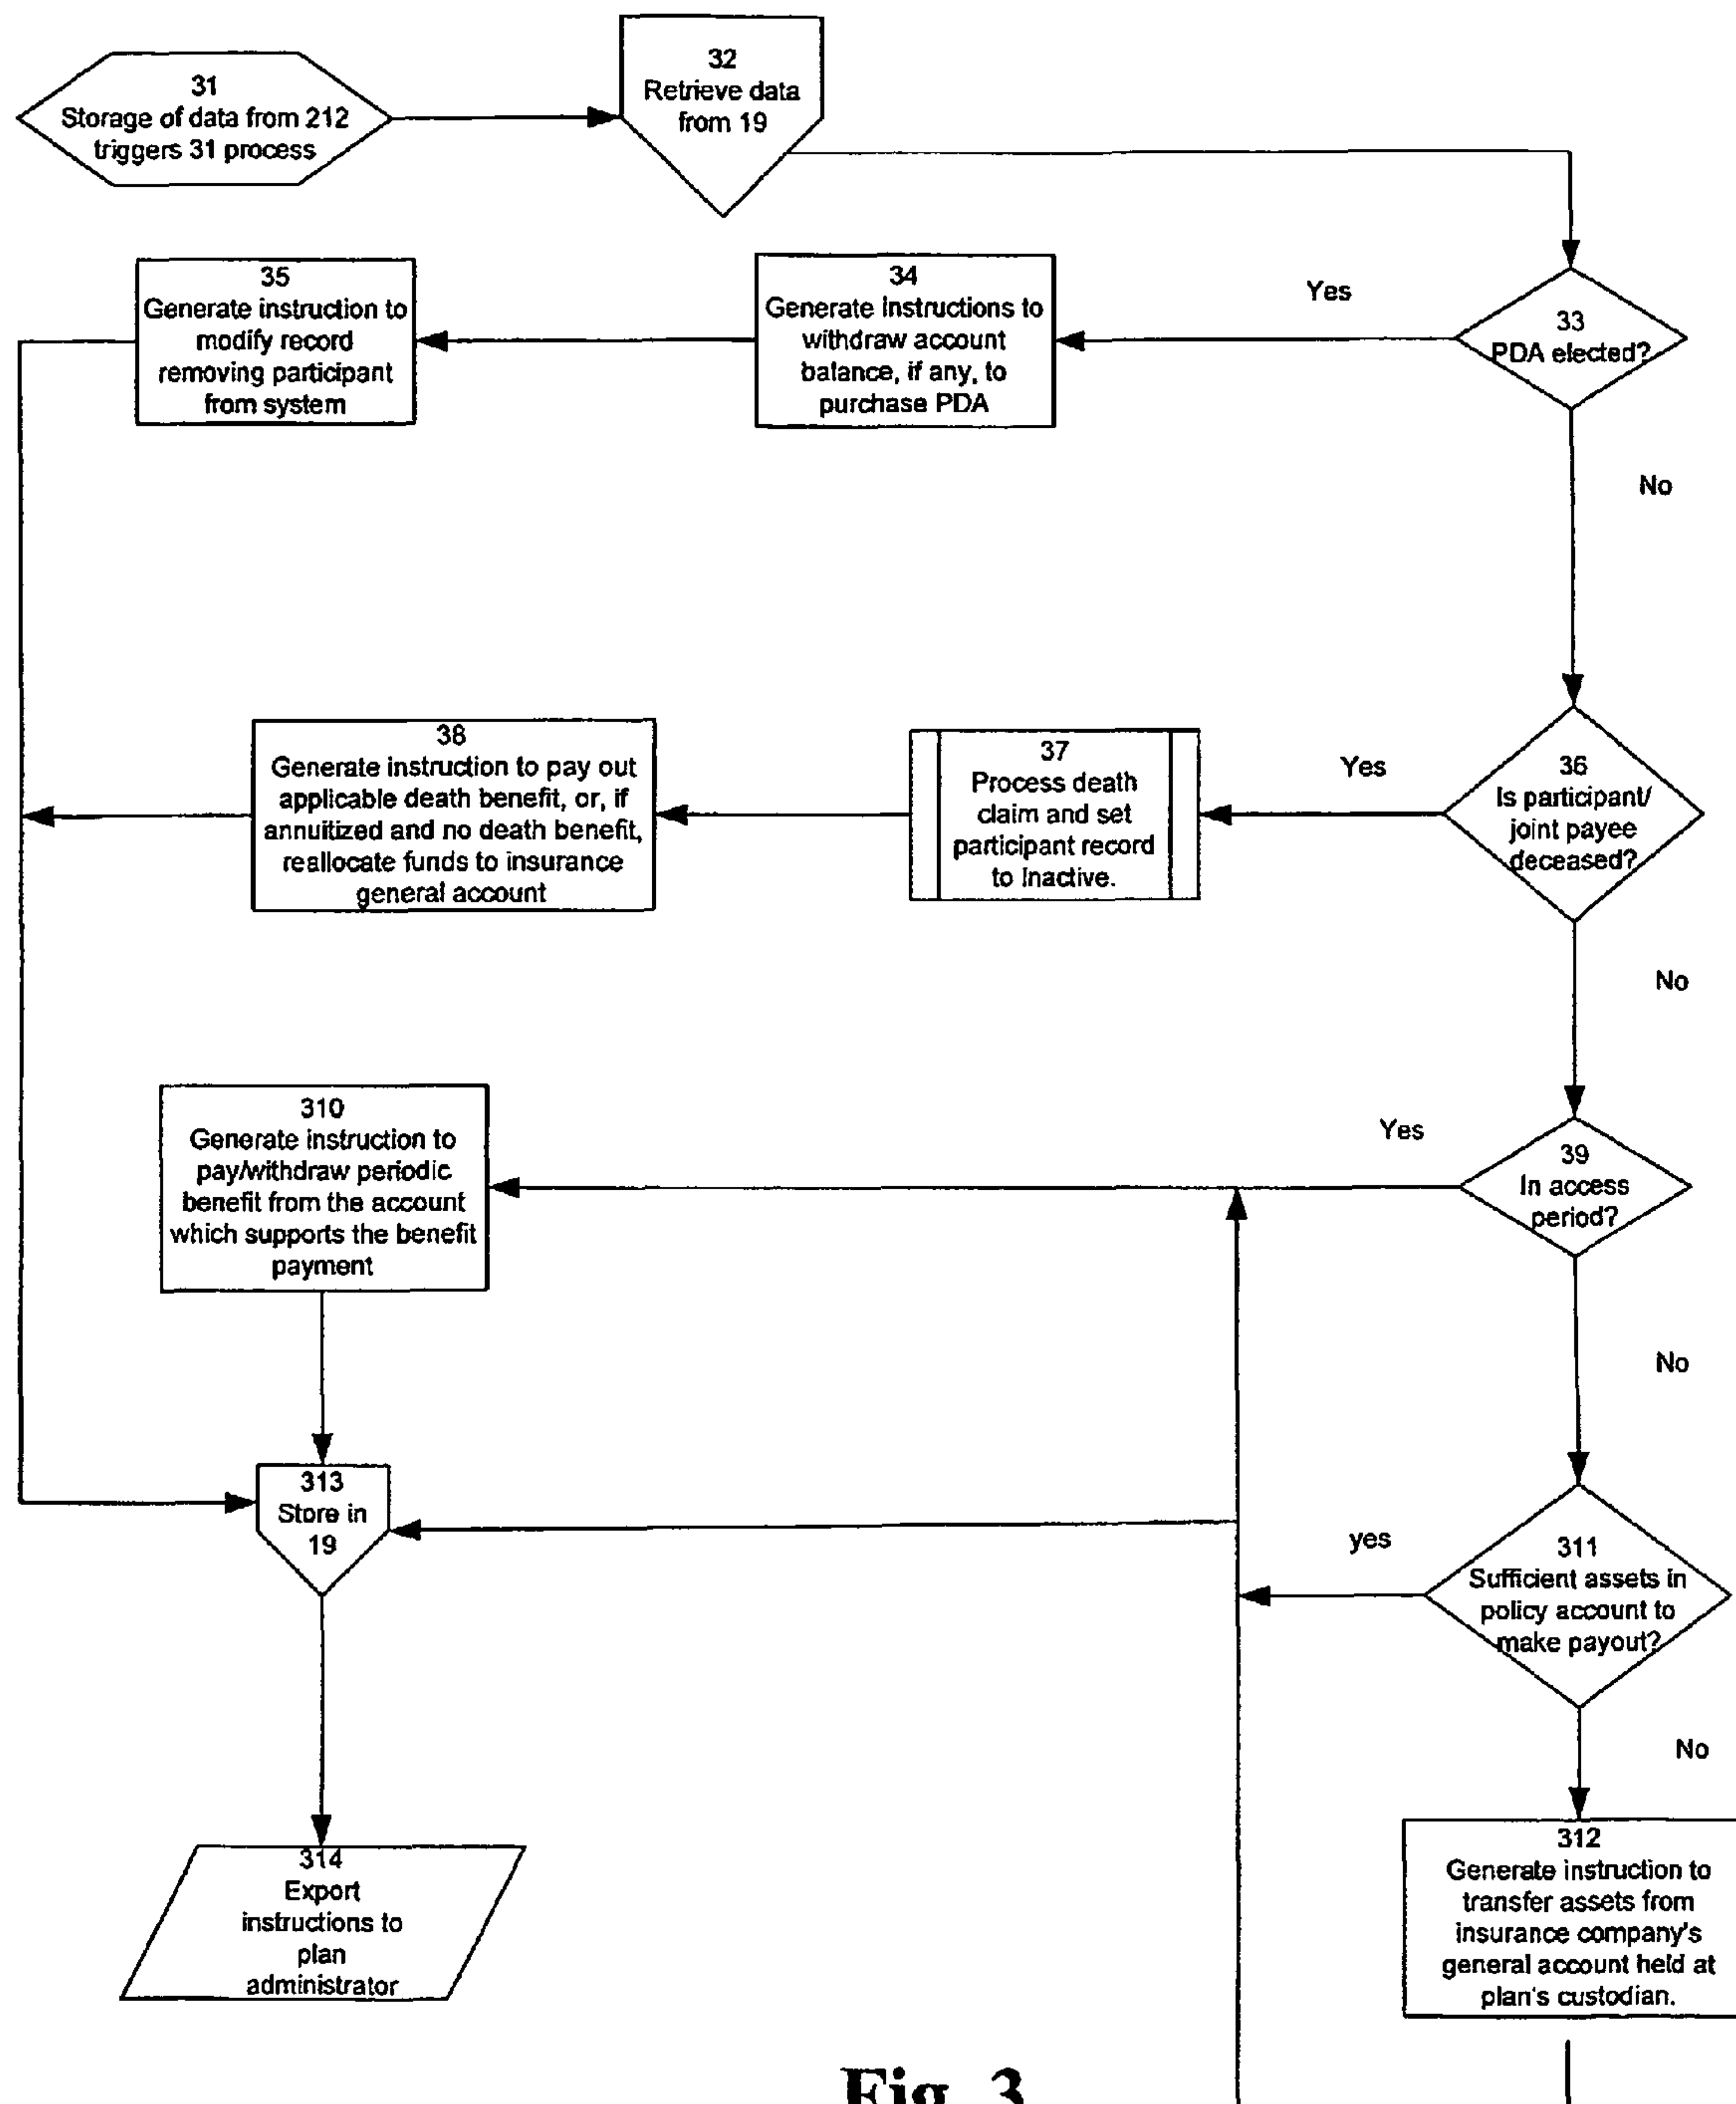 31
Storage of data from 212
triggers 31 process
32
Retrieve data
from 19
35
Generate instruction to
modify record
removing participant
from system
34
Generate Instructions to
withdraw account
balance, if any, to
purchase PDA
Yes
33
PDA elected?
No
38
Generate instruction to pay out
applicable death benefit, or, if
annuitized and no death benefit,
reallocate funds to insurance
general account
37
Process death
claim and set
participant record
to Inactive.
Yes
36
Is participant/
joint payee
deceased?
No
310
Generate instruction to
pay/withdraw periodic
benefit from the account
which supports the benefit
payment
Yes
39
In access
period?
No
313
Store in
19
yes
311
Sufficient assets in
policy account to
make payout?
No
314
Export
instructions to
plan
administrator
312
Generate instruction to
transfer assets from
insurance company's
general account held at
plan's custodian.
Fig. 3